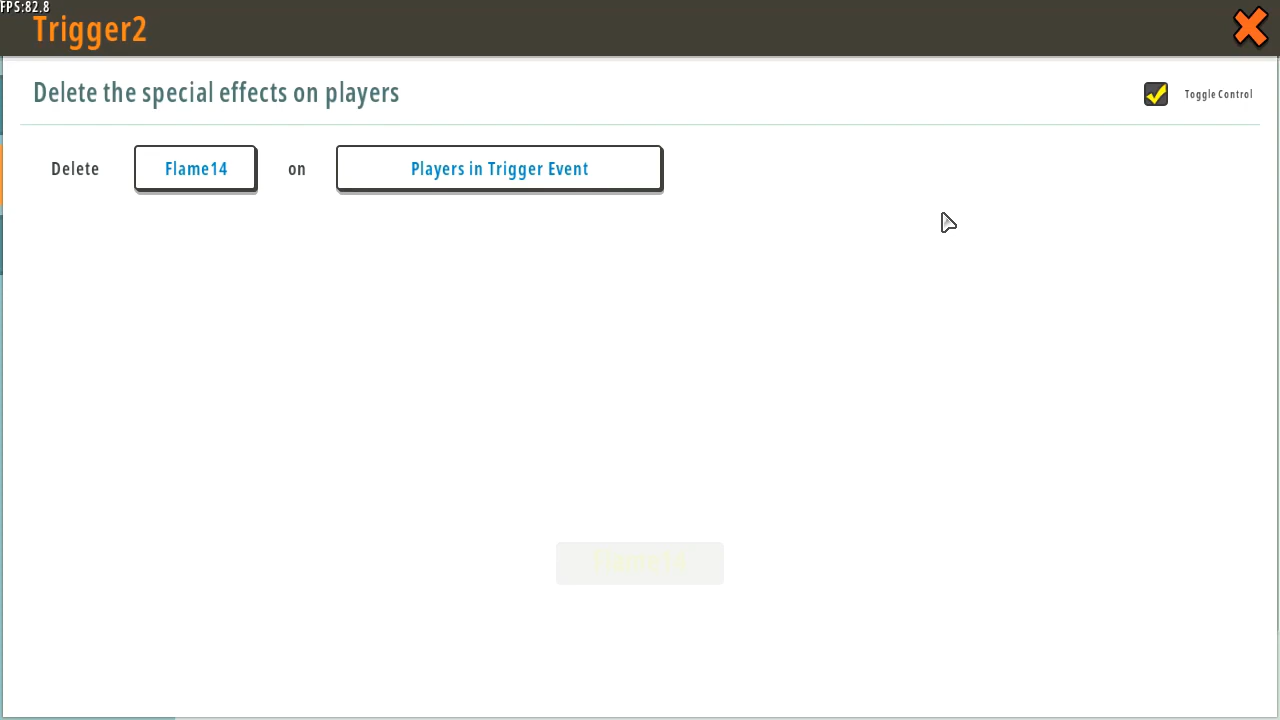 FPS:82.8
Trigger2
Delete the special effects on players
Toggle Control
Delete Flame14 on Players in Trigger Event
Flame14